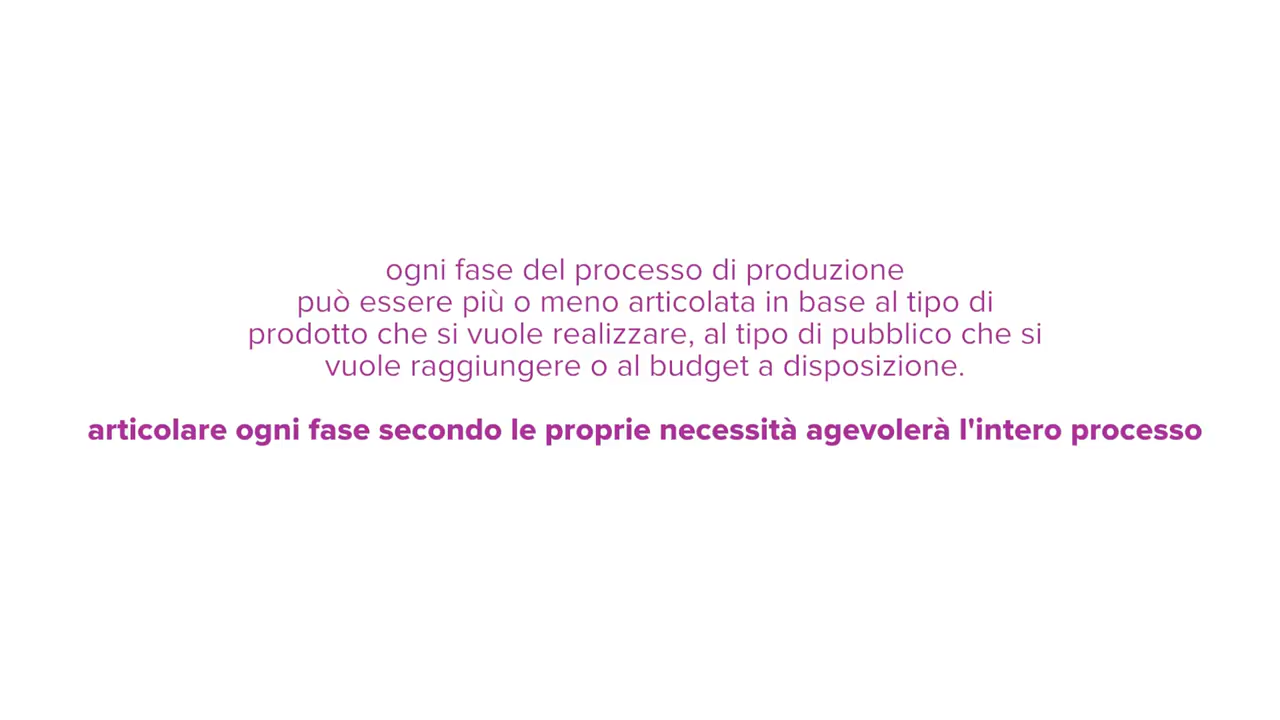 ogni fase del processo di produzione
può essere più o meno articolata in base al tipo di
prodotto che si vuole realizzare, al tipo di pubblico che si
vuole raggiungere o al budget a disposizione.
articolare ogni fase secondo le proprie necessità agevolerà l'intero processo